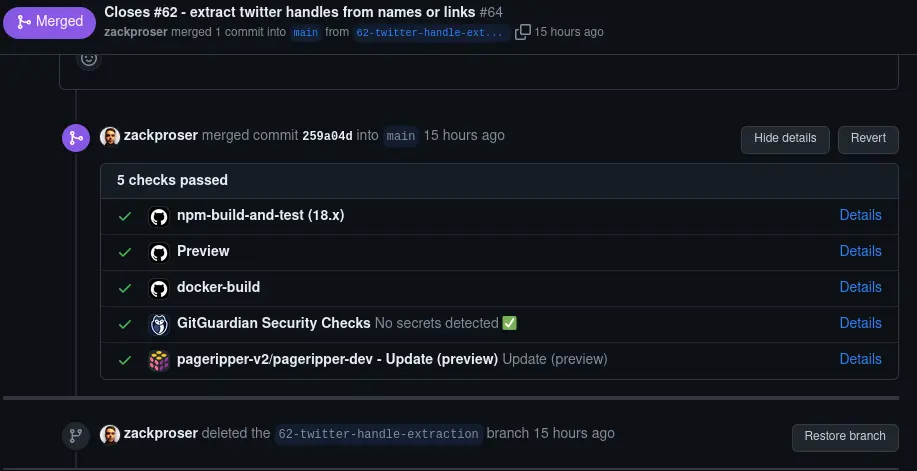 Merged
Closes #62 - extract twitter handles from names or links #64
zackproser merged 1 commit into main from 62-twitter-handle-ext... 15 hours ago
zackproser merged commit 259a04d into main 15 hours ago
Hide details
Revert
5 checks passed
npm-build-and-test (18.x)
Details
Preview
Details
docker-build
Details
GitGuardian Security Checks No secrets detected ✅
Details
pageripper-v2/pageripper-dev - Update (preview) Update (preview)
Details
zackproser deleted the 62-twitter-handle-extraction branch 15 hours ago
Restore branch